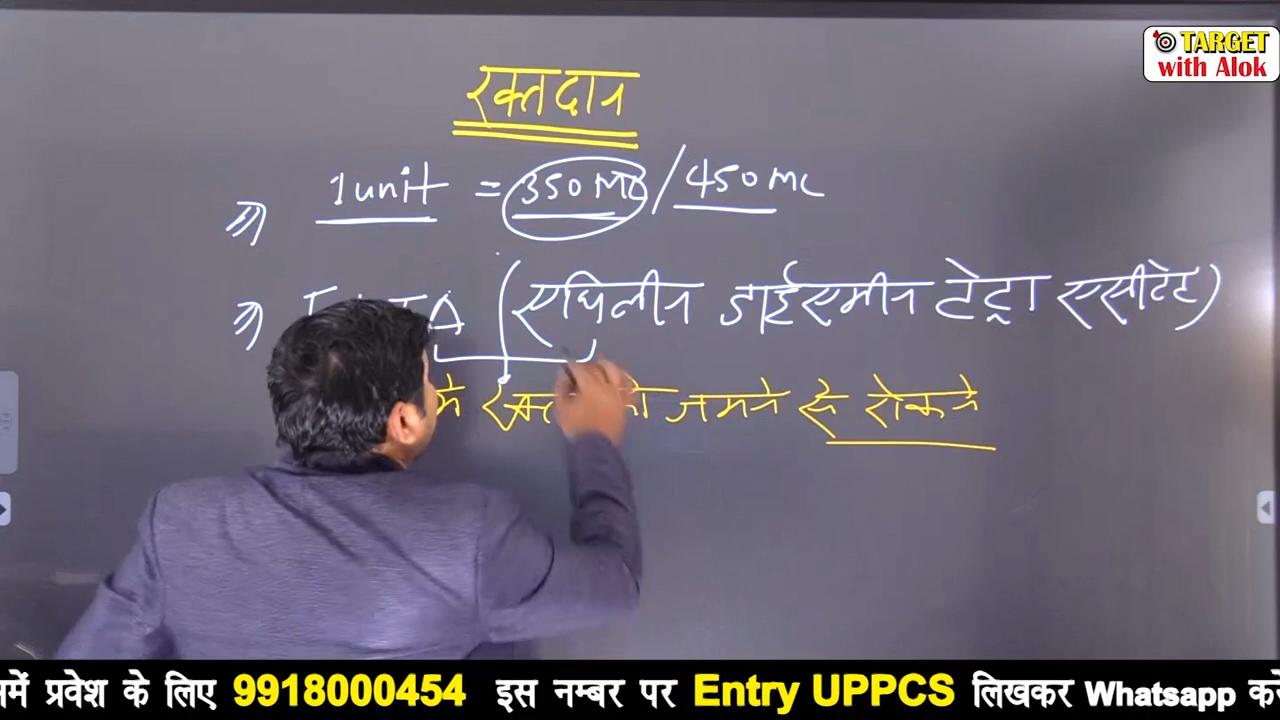 TARGET
with Alok
रक्तदान
⇒ 1 unit = 350 ML / 450 ML
⇒ (एथिलीन डाईएमीन टेट्रा एसीटेट)
जमने से रोकने
में प्रवेश के लिए 9918000454 इस नम्बर पर Entry UPPCS लिखकर Whatsapp